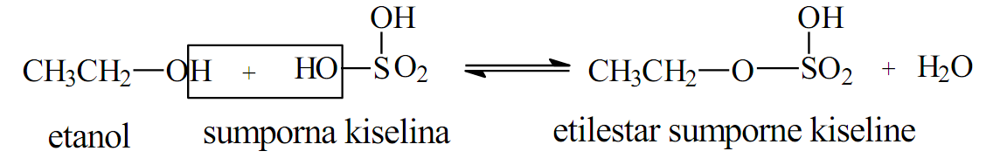 OH OH
CH₃CH₂—OH + HO—SO₂ ⇌ CH₃CH₂—O—SO₂ + H₂O
etanol sumporna kiselina etilestar sumporne kiseline